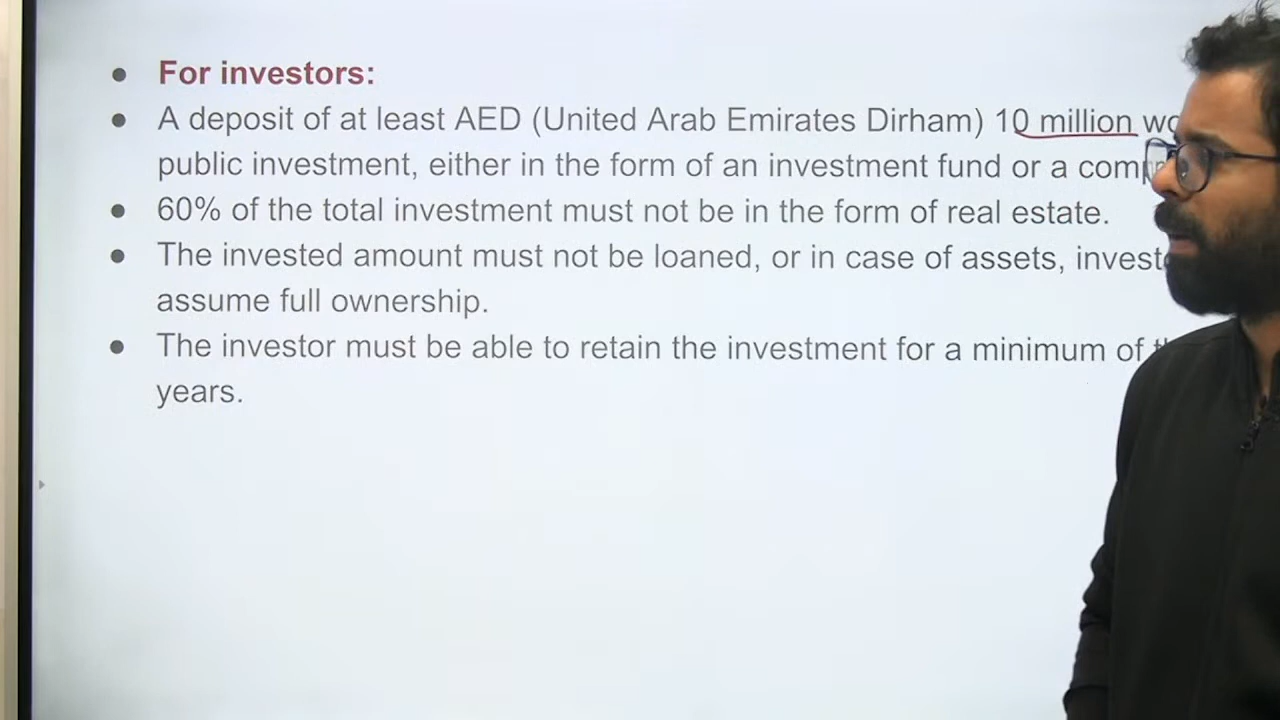 For investors:
A deposit of at least AED (United Arab Emirates Dirham) 10 million
public investment, either in the form of an investment fund or a
60% of the total investment must not be in the form of real estate.
The invested amount must not be loaned, or in case of assets,
assume full ownership.
The investor must be able to retain the investment for a minimum of
years.